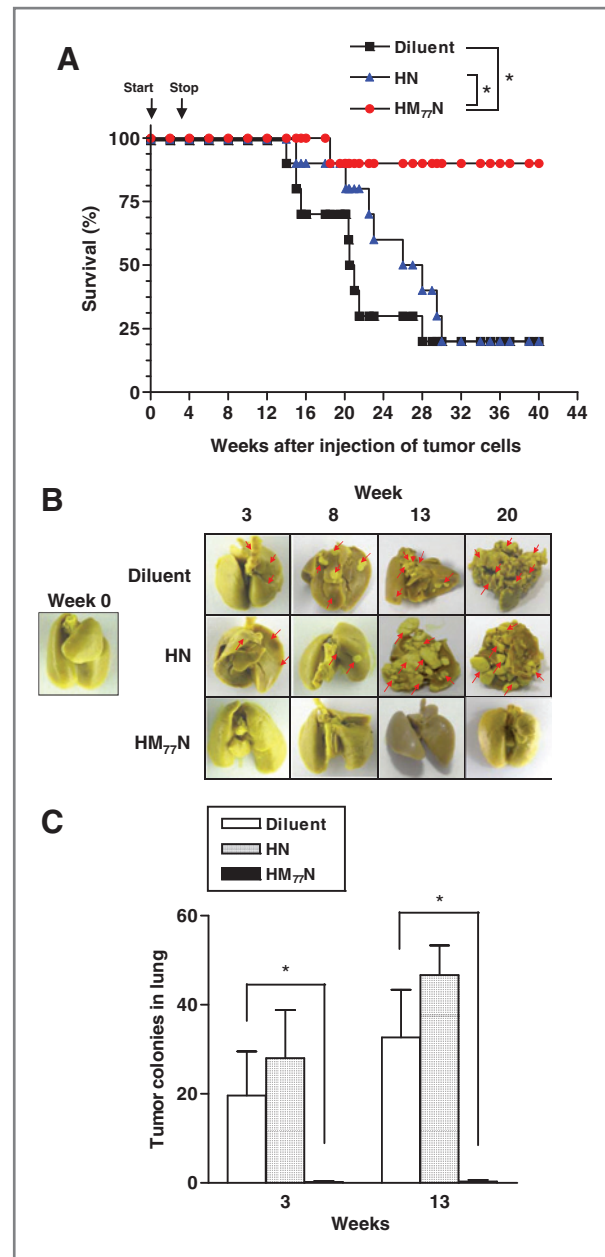 A
Diluent
HN
HM₇₇N
*
*
Start Stop
100
75
50
25
0
Survival (%)
0 4 8 12 16 20 24 28 32 36 40 44
Weeks after injection of tumor cells
B
Week
3 8 13 20
Diluent
Week 0
HN
HM₇₇N
C
Diluent
HN
HM₇₇N
60
40
20
0
Tumor colonies in lung
*
*
3 13
Weeks